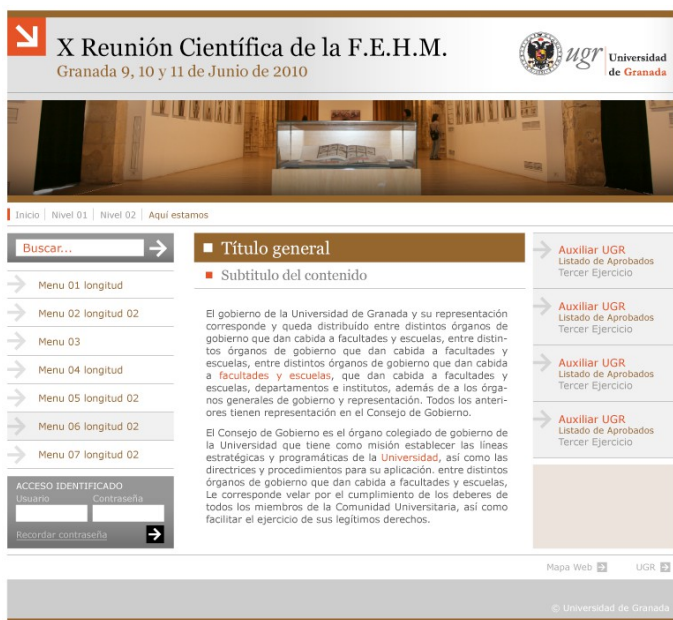 X Reunión Científica de la F.E.H.M.
Granada 9, 10 y 11 de Junio de 2010
ugr
Universidad
de Granada
Inicio Nivel 01 Nivel 02 Aquí estamos
Buscar...
Menu 01 longitud
Menu 02 longitud 02
Menu 03
Menu 04 longitud
Menu 05 longitud 02
Menu 06 longitud 02
Menu 07 longitud 02
ACCESO IDENTIFICADO
Usuario Contraseña
Recordar contraseña
Título general
Subtitulo del contenido
El gobierno de la Universidad de Granada y su representación
corresponde y queda distribuído entre distintos órganos de
gobierno que dan cabida a facultades y escuelas, entre distin-
tos órganos de gobierno que dan cabida a facultades y
escuelas, entre distintos órganos de gobierno que dan cabida
a facultades y escuelas, que dan cabida a facultades y
escuelas, departamentos e institutos, además de a los órga-
nos generales de gobierno y representación. Todos los anteri-
ores tienen representación en el Consejo de Gobierno.
El Consejo de Gobierno es el órgano colegiado de gobierno de
la Universidad que tiene como misión establecer las líneas
estratégicas y programáticas de la Universidad, así como las
directrices y procedimientos para su aplicación. entre distintos
órganos de gobierno que dan cabida a facultades y escuelas,
Le corresponde velar por el cumplimiento de los deberes de
todos los miembros de la Comunidad Universitaria, así como
facilitar el ejercicio de sus legítimos derechos.
Auxiliar UGR
Listado de Aprobados
Tercer Ejercicio
Auxiliar UGR
Listado de Aprobados
Tercer Ejercicio
Auxiliar UGR
Listado de Aprobados
Tercer Ejercicio
Auxiliar UGR
Listado de Aprobados
Tercer Ejercicio
Mapa Web UGR
© Universidad de Granada